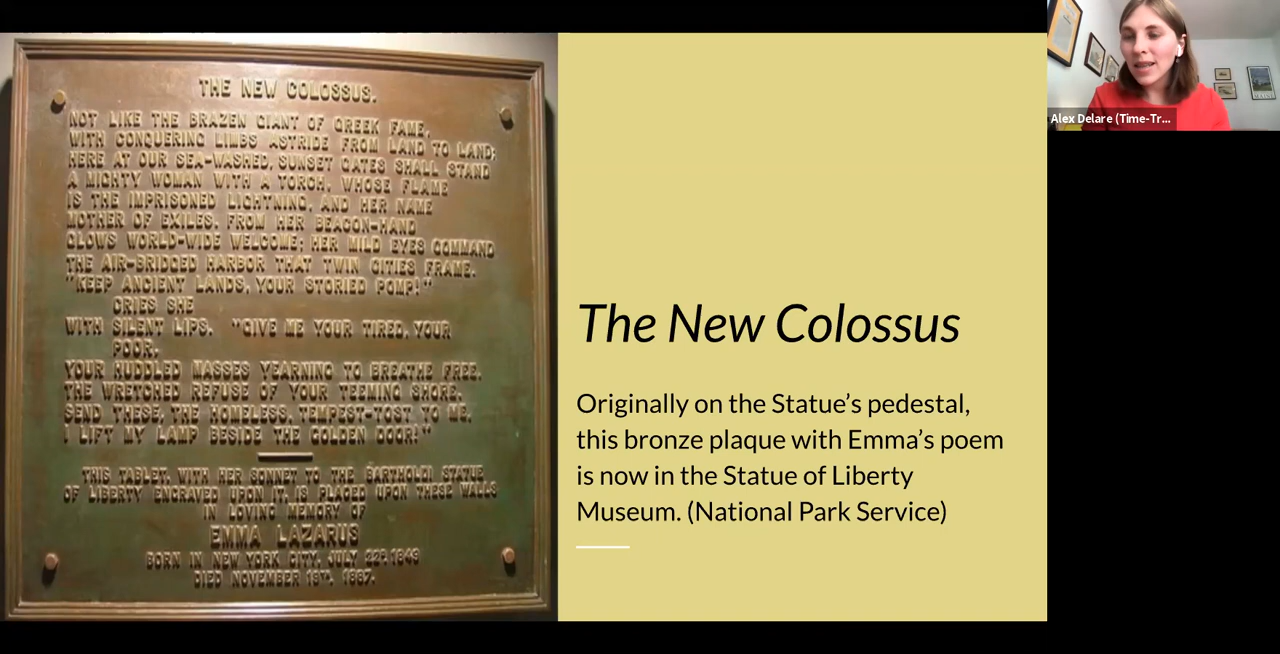 THE NEW COLOSSUS.
NOT LIKE THE BRAZEN GIANT OF GREEK FAME,
WITH CONQUERING LIMBS ASTRIDE FROM LAND TO LAND;
HERE AT OUR SEA-WASHED, SUNSET GATES SHALL STAND
A MIGHTY WOMAN WITH A TORCH, WHOSE FLAME
IS THE IMPRISONED LIGHTNING, AND HER NAME
MOTHER OF EXILES. FROM HER BEACON-HAND
GLOWS WORLD-WIDE WELCOME; HER MILD EYES COMMAND
THE AIR-BRIDGED HARBOR THAT TWIN CITIES FRAME.
"KEEP ANCIENT LANDS, YOUR STORIED POMP!"
CRIES SHE
WITH SILENT LIPS. "GIVE ME YOUR TIRED, YOUR
POOR,
YOUR HUDDLED MASSES YEARNING TO BREATHE FREE,
THE WRETCHED REFUSE OF YOUR TEEMING SHORE.
SEND THESE, THE HOMELESS, TEMPEST-TOST TO ME,
I LIFT MY LAMP BESIDE THE GOLDEN DOOR!"
THIS TABLET, WITH HER SONNET TO THE BARTHOLDI STATUE
OF LIBERTY ENGRAVED UPON IT, IS PLACED UPON THESE WALLS
IN LOVING MEMORY OF
EMMA LAZARUS
BORN IN NEW YORK CITY, JULY 22D, 1849
DIED NOVEMBER 19TH, 1887.
The New Colossus
Originally on the Statue’s pedestal,
this bronze plaque with Emma’s poem
is now in the Statue of Liberty
Museum. (National Park Service)
Alex Delare (Time-Tr...